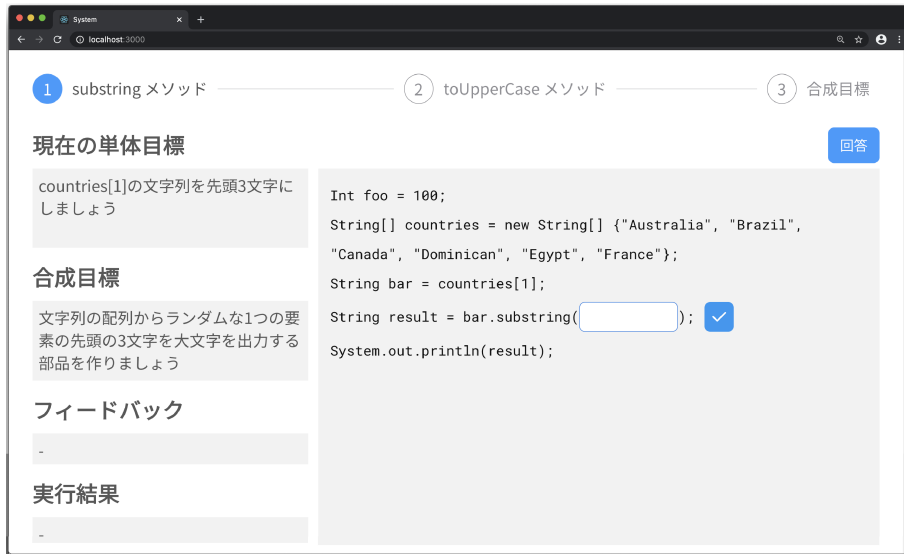 System
localhost:3000
1 substring メソッド
2 toUpperCase メソッド
3 合成目標
現在の単体目標
回答
countries[1]の文字列を先頭3文字に
しましょう
合成目標
文字列の配列からランダムな1つの要
素の先頭の3文字を大文字を出力する
部品を作りましょう
フィードバック
-
実行結果
-
Int foo = 100;
String[] countries = new String[] {"Australia", "Brazil",
"Canada", "Dominican", "Egypt", "France"};
String bar = countries[1];
String result = bar.substring( );
System.out.println(result);